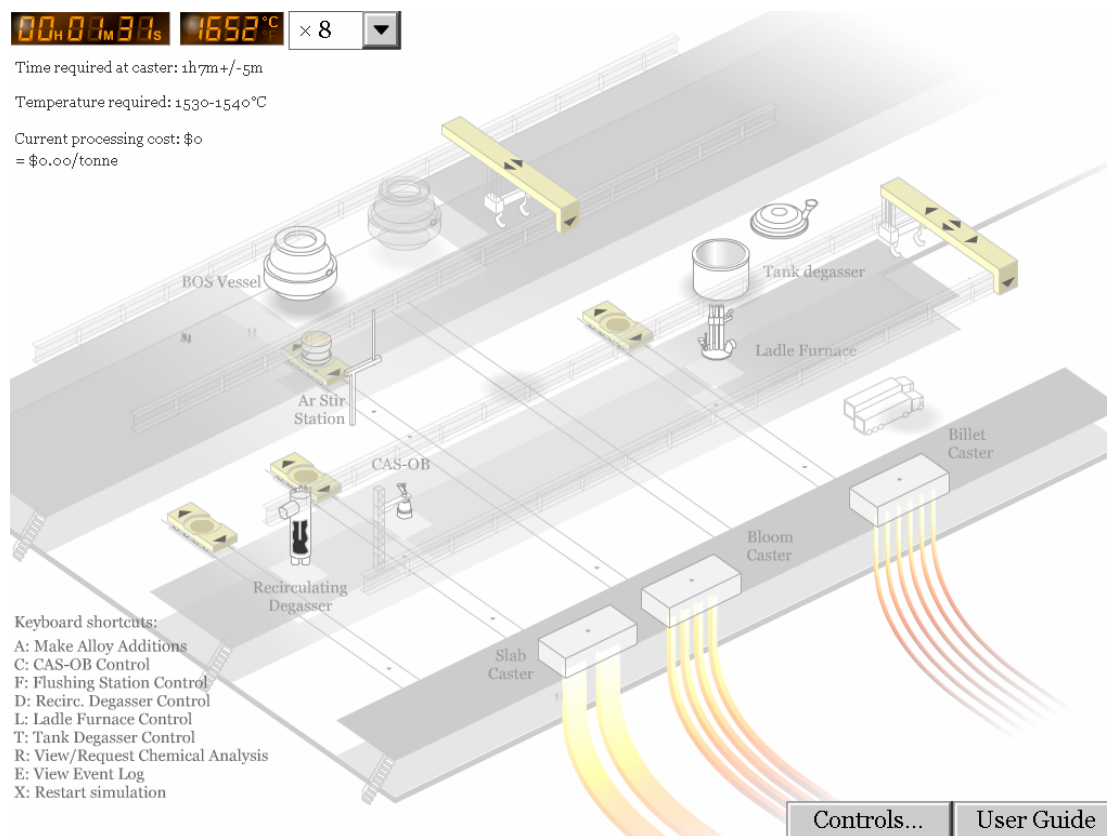 00H01M31S 1652°C °F × 8
Time required at caster: 1h7m+/-5m
Temperature required: 1530-1540°C
Current processing cost: $0
= $0.00/tonne
BOS Vessel
Tank degasser
Ladle Furnace
Ar Stir
Station
CAS-OB
Billet
Caster
Bloom
Caster
Recirculating
Degasser
Slab
Caster
Keyboard shortcuts:
A: Make Alloy Additions
C: CAS-OB Control
F: Flushing Station Control
D: Recirc. Degasser Control
L: Ladle Furnace Control
T: Tank Degasser Control
R: View/Request Chemical Analysis
E: View Event Log
X: Restart simulation
Controls... User Guide